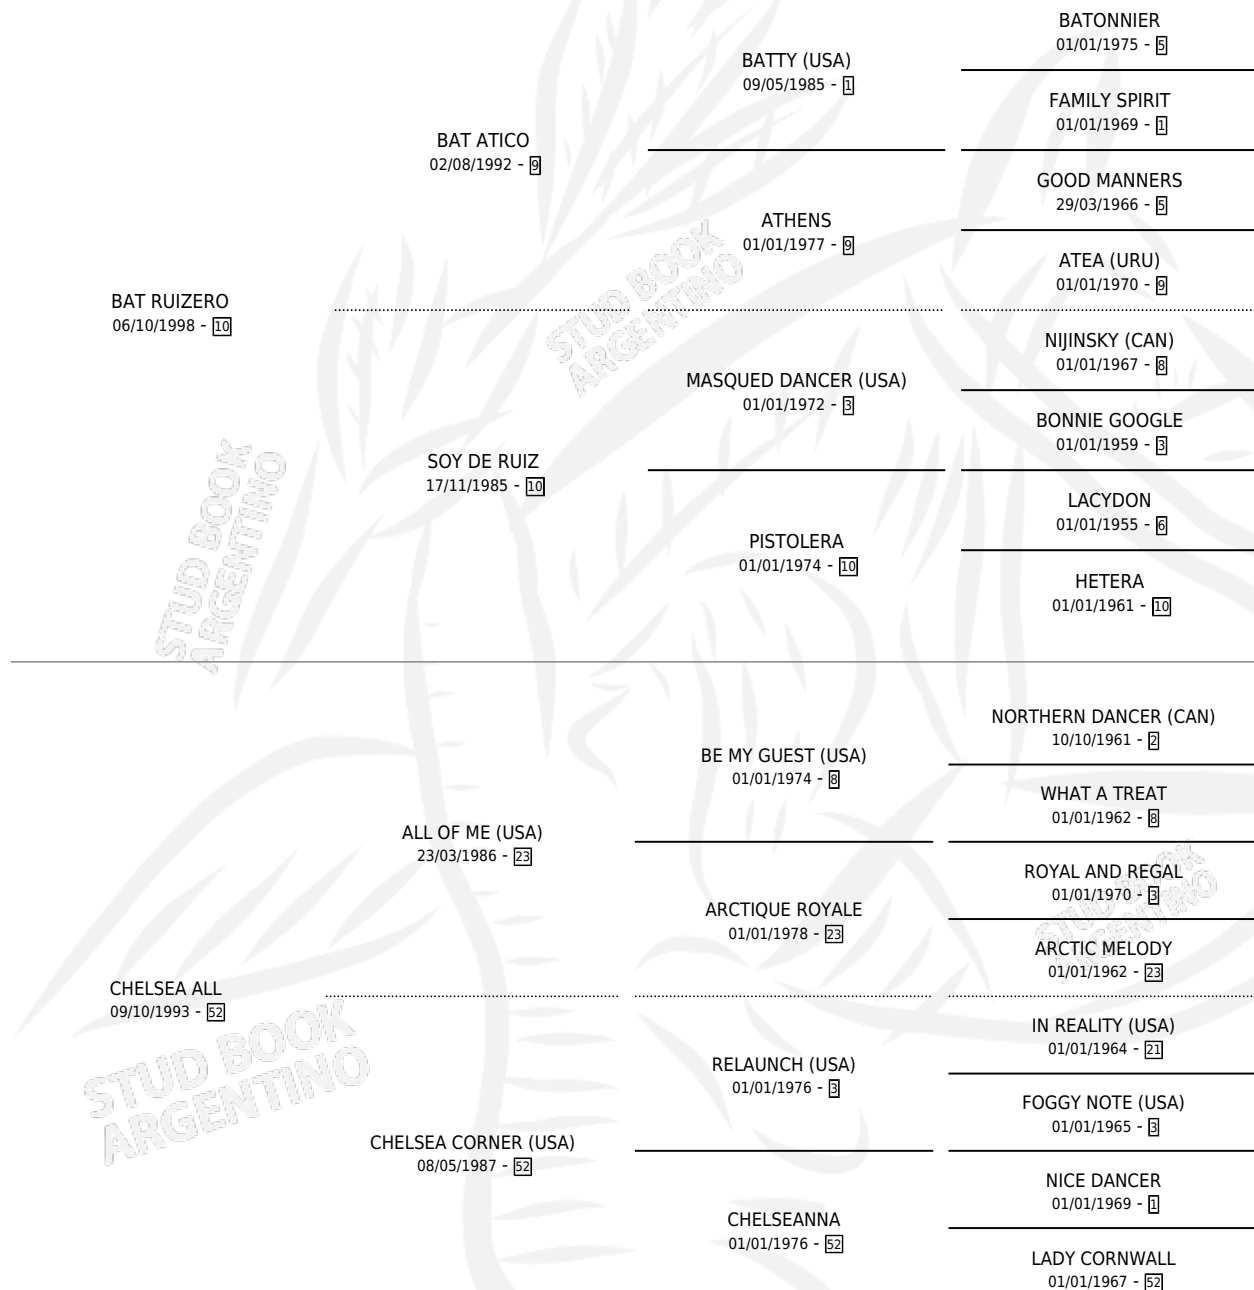 BATONNIER
01/01/1975 - 5
BATTY (USA)
09/05/1985 - 1
FAMILY SPIRIT
01/01/1969 - 1
BAT ATICO
02/08/1992 - 9
GOOD MANNERS
29/03/1966 - 5
ATHENS
01/01/1977 - 9
ATEA (URU)
01/01/1970 - 9
BAT RUIZERO
06/10/1998 - 10
NIJINSKY (CAN)
01/01/1967 - 8
MASQUED DANCER (USA)
01/01/1972 - 3
BONNIE GOOGLE
01/01/1959 - 3
SOY DE RUIZ
17/11/1985 - 10
LACYDON
01/01/1955 - 6
PISTOLERA
01/01/1974 - 10
HETERA
01/01/1961 - 10
STUD BOOK
ARGENTINO
STUD BOOK
ARGENTINO
NORTHERN DANCER (CAN)
10/10/1961 - 2
BE MY GUEST (USA)
01/01/1974 - 8
WHAT A TREAT
01/01/1962 - 8
ALL OF ME (USA)
23/03/1986 - 23
ROYAL AND REGAL
01/01/1970 - 3
ARCTIQUE ROYALE
01/01/1978 - 23
ARCTIC MELODY
01/01/1962 - 23
CHELSEA ALL
09/10/1993 - 52
IN REALITY (USA)
01/01/1964 - 21
RELAUNCH (USA)
01/01/1976 - 3
FOGGY NOTE (USA)
01/01/1965 - 3
CHELSEA CORNER (USA)
08/05/1987 - 52
NICE DANCER
01/01/1969 - 1
CHELSEANNA
01/01/1976 - 52
LADY CORNWALL
01/01/1967 - 52
STUD BOOK
ARGENTINO
STUD BOOK
ARGENTINO